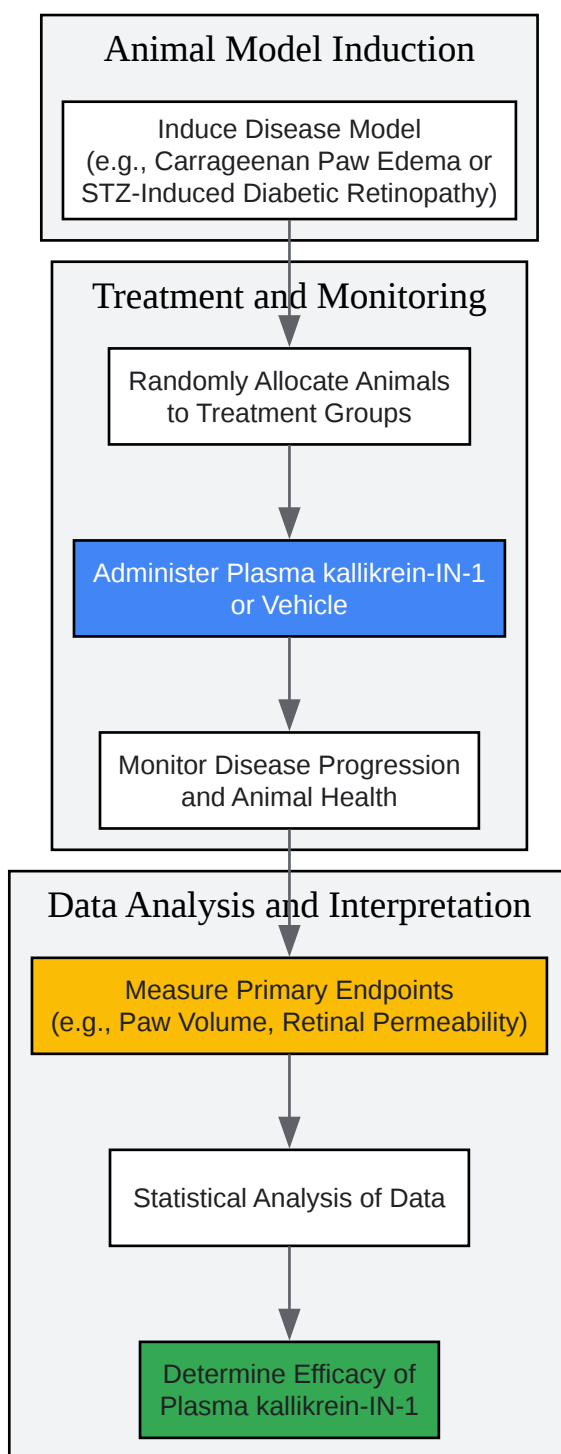 Animal Model Induction
Induce Disease Model
(e.g., Carrageenan Paw Edema or
STZ-Induced Diabetic Retinopathy)
Treatment and Monitoring
Randomly Allocate Animals
to Treatment Groups
Administer Plasma kallikrein-IN-1
or Vehicle
Monitor Disease Progression
and Animal Health
Data Analysis and Interpretation
Measure Primary Endpoints
(e.g., Paw Volume, Retinal Permeability)
Statistical Analysis of Data
Determine Efficacy of
Plasma kallikrein-IN-1